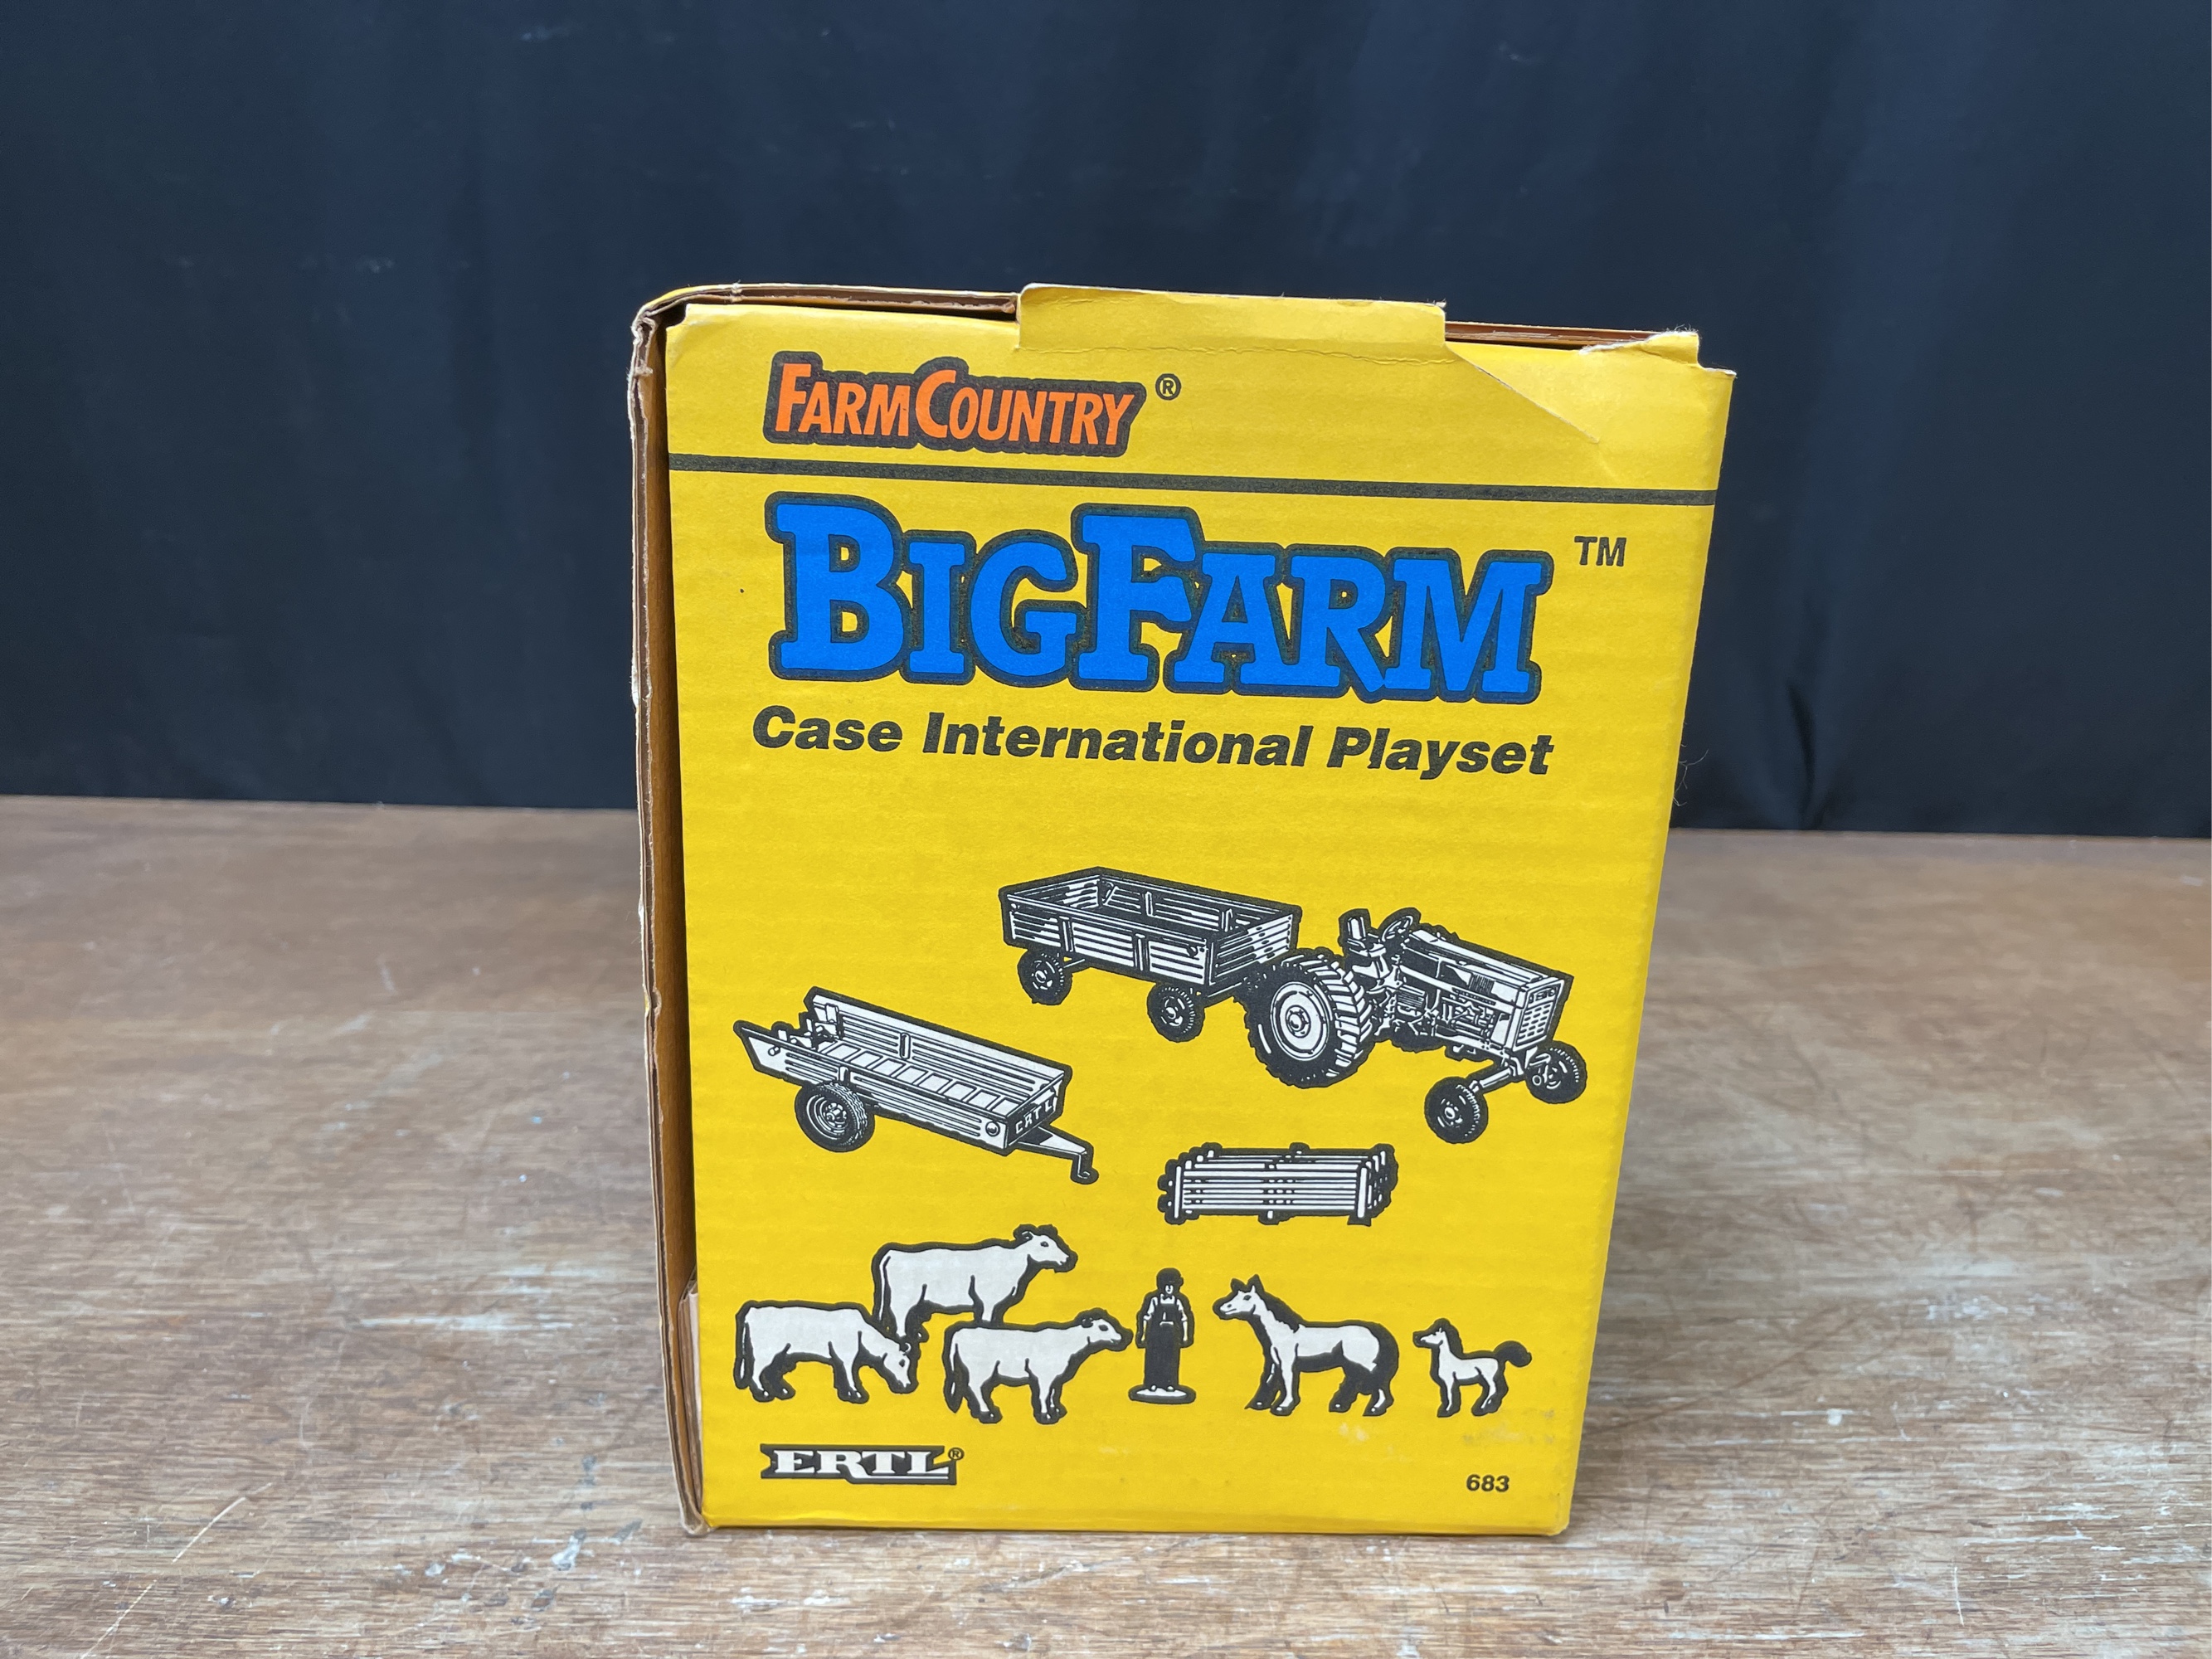 FARMCOUNTRY®
BIGFARM™
Case International Playset
ERTL
ERTL®
683